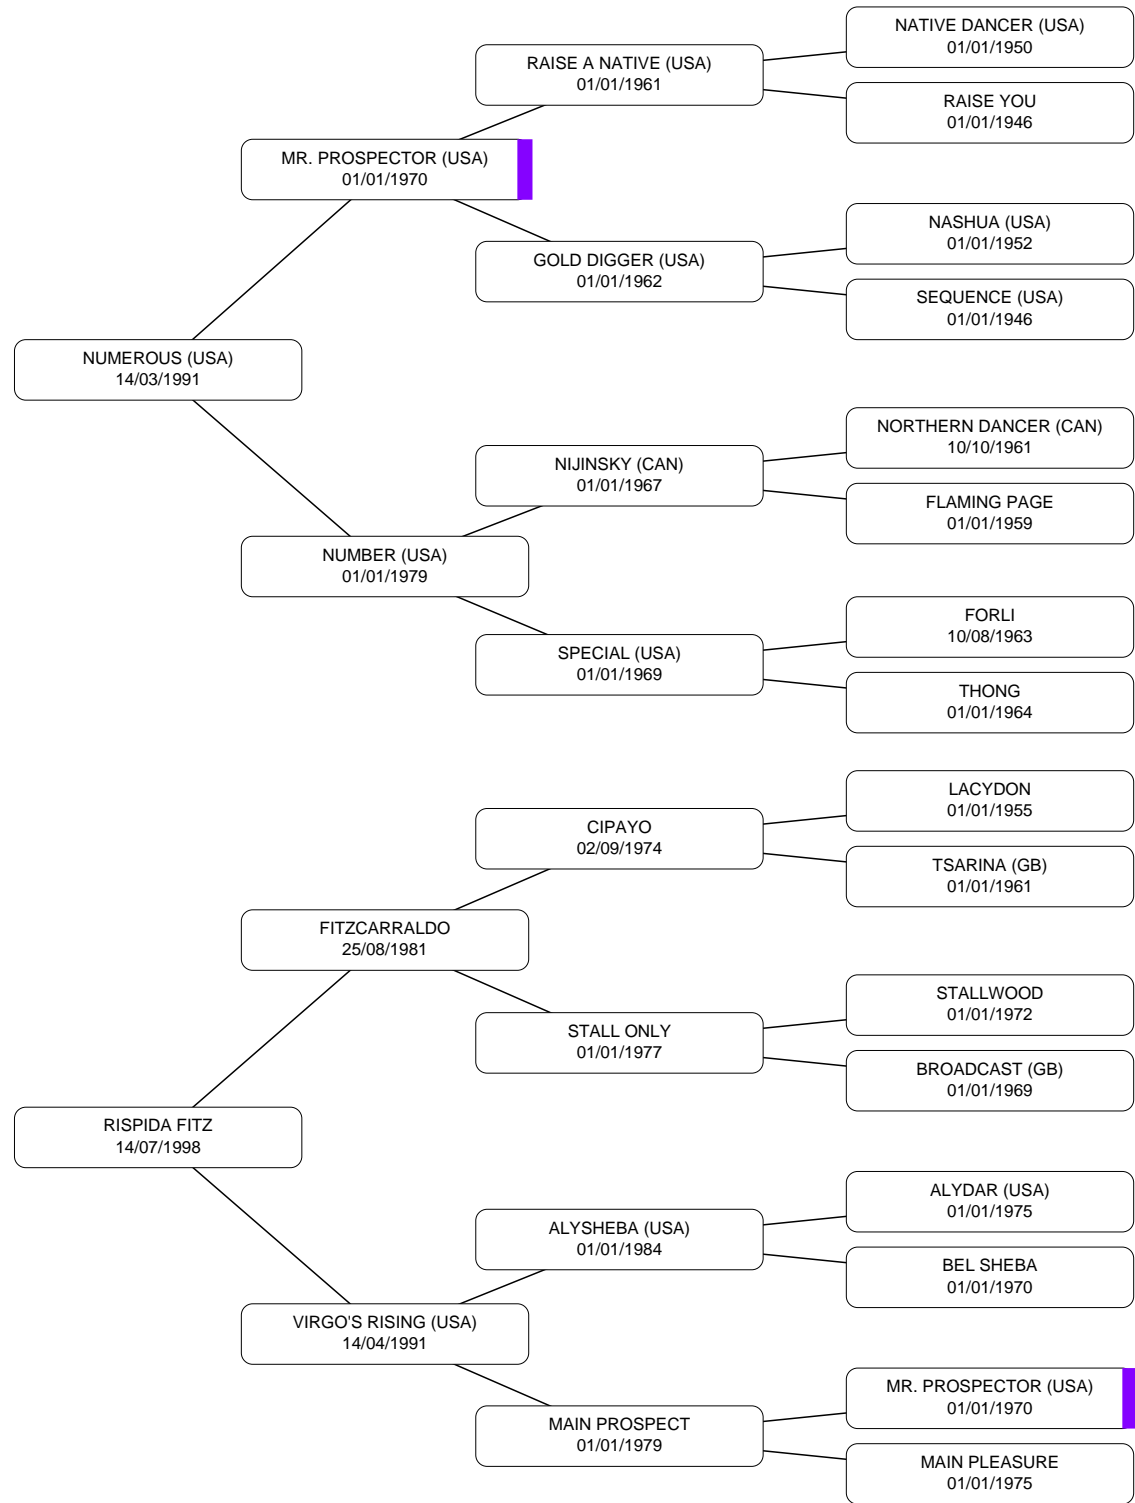 NATIVE DANCER (USA)
01/01/1950
RAISE A NATIVE (USA)
01/01/1961
RAISE YOU
01/01/1946
MR. PROSPECTOR (USA)
01/01/1970
NASHUA (USA)
01/01/1952
GOLD DIGGER (USA)
01/01/1962
SEQUENCE (USA)
01/01/1946
NUMEROUS (USA)
14/03/1991
NORTHERN DANCER (CAN)
10/10/1961
NIJINSKY (CAN)
01/01/1967
FLAMING PAGE
01/01/1959
NUMBER (USA)
01/01/1979
FORLI
10/08/1963
SPECIAL (USA)
01/01/1969
THONG
01/01/1964
LACYDON
01/01/1955
CIPAYO
02/09/1974
TSARINA (GB)
01/01/1961
FITZCARRALDO
25/08/1981
STALLWOOD
01/01/1972
STALL ONLY
01/01/1977
BROADCAST (GB)
01/01/1969
RISPIDA FITZ
14/07/1998
ALYDAR (USA)
01/01/1975
ALYSHEBA (USA)
01/01/1984
BEL SHEBA
01/01/1970
VIRGO'S RISING (USA)
14/04/1991
MR. PROSPECTOR (USA)
01/01/1970
MAIN PROSPECT
01/01/1979
MAIN PLEASURE
01/01/1975